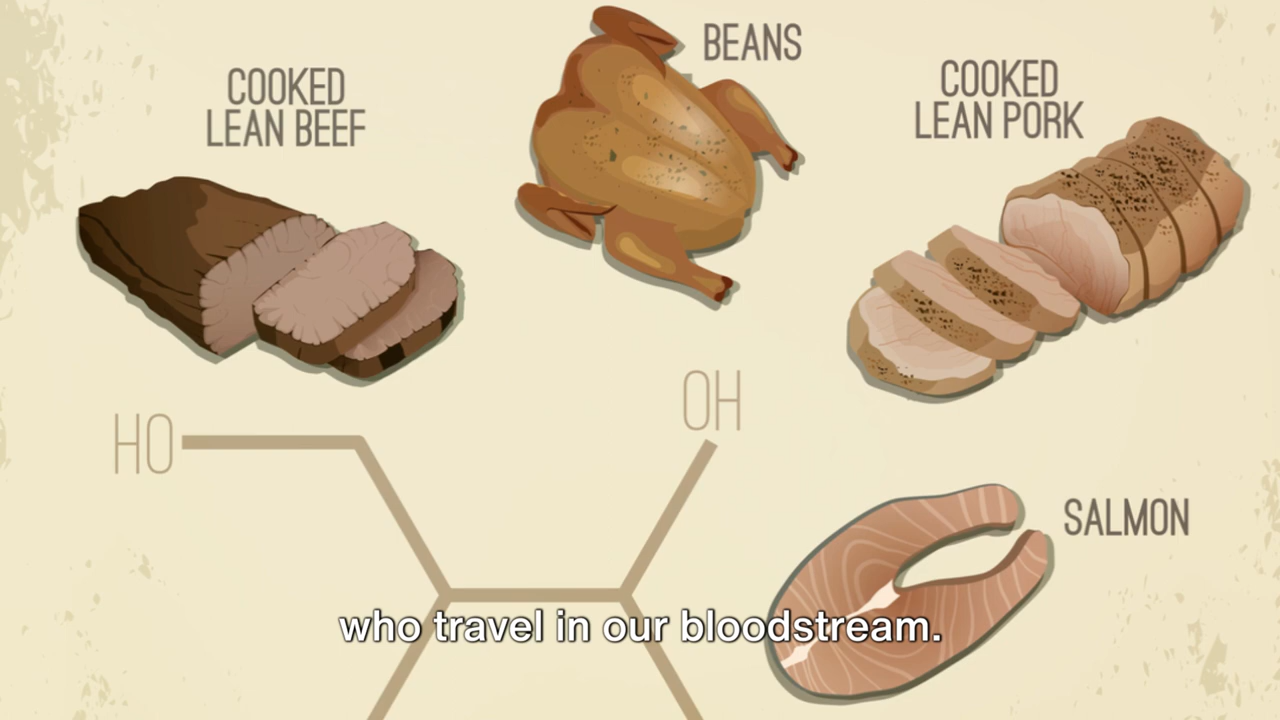 BEANS
COOKED
LEAN BEEF
COOKED
LEAN PORK
OH
HO
SALMON
who travel in our bloodstream.